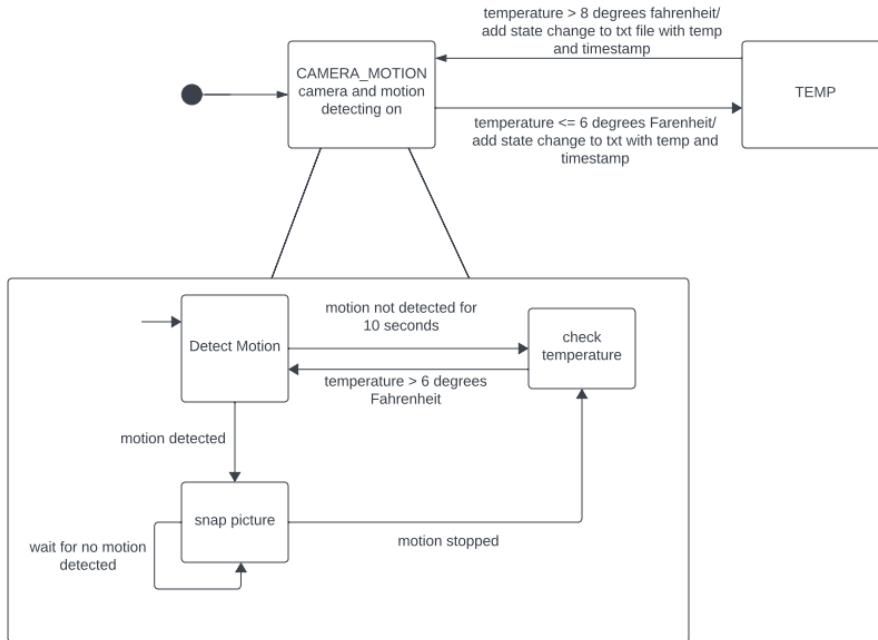 temperature > 8 degrees fahrenheit/
add state change to txt file with temp
and timestamp
CAMERA_MOTION
camera and motion
detecting on
TEMP
temperature <= 6 degrees Farenheit/
add state change to txt with temp and
timestamp
motion not detected for
10 seconds
Detect Motion
check
temperature
temperature > 6 degrees
Fahrenheit
motion detected
snap picture
wait for no motion
detected
motion stopped